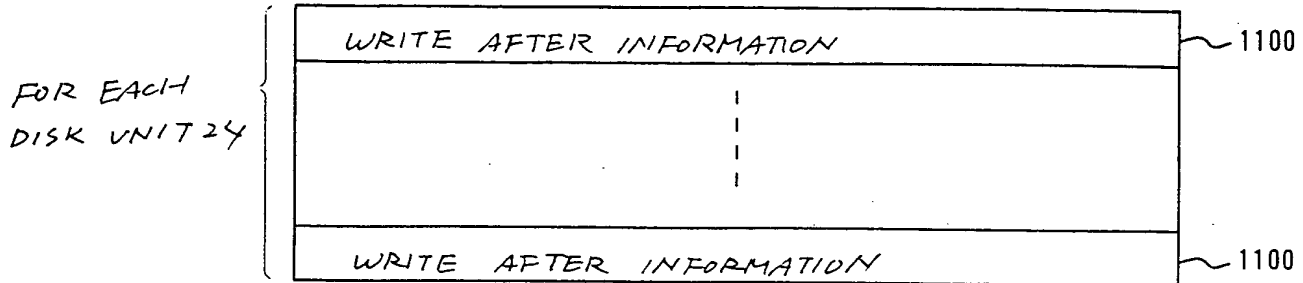 WRITE AFTER INFORMATION 1100
FOR EACH
DISK UNIT 24
WRITE AFTER INFORMATION 1100